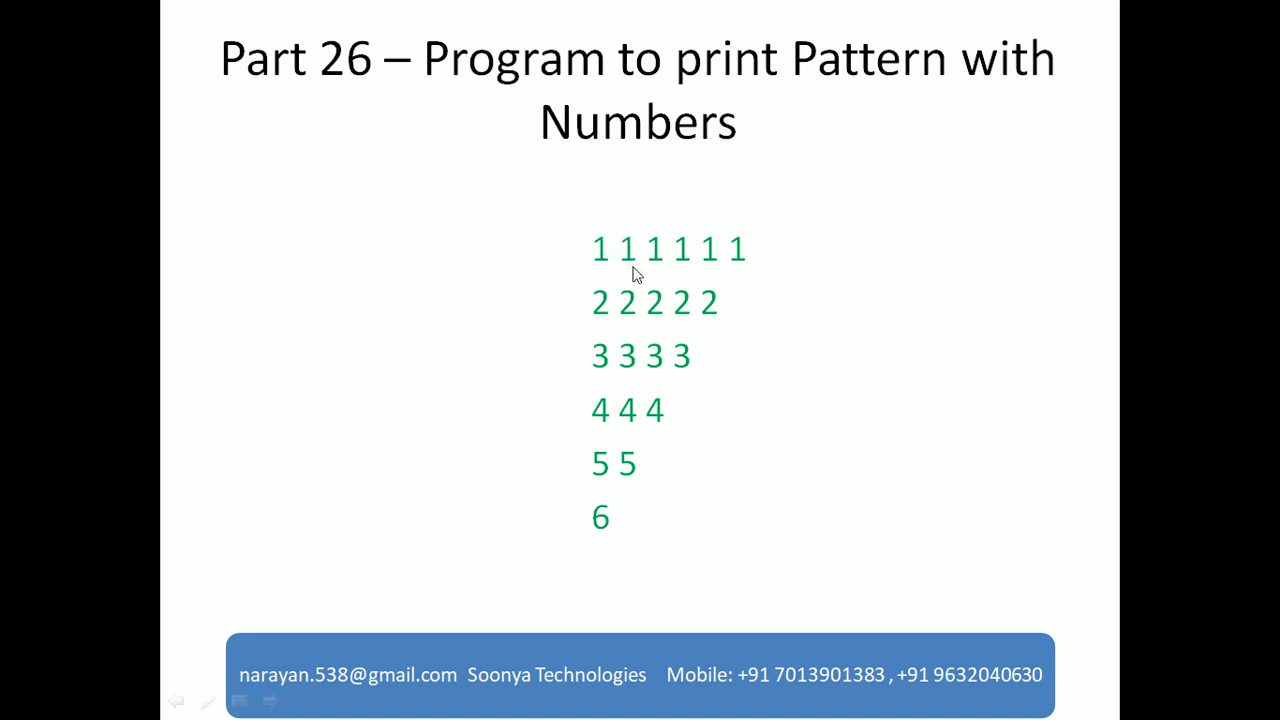 Part 26 – Program to print Pattern with
Numbers
1 1 1 1 1 1
2 2 2 2 2
3 3 3 3
4 4 4
5 5
6
narayan.538@gmail.com Soonya Technologies Mobile: +91 7013901383 , +91 9632040630